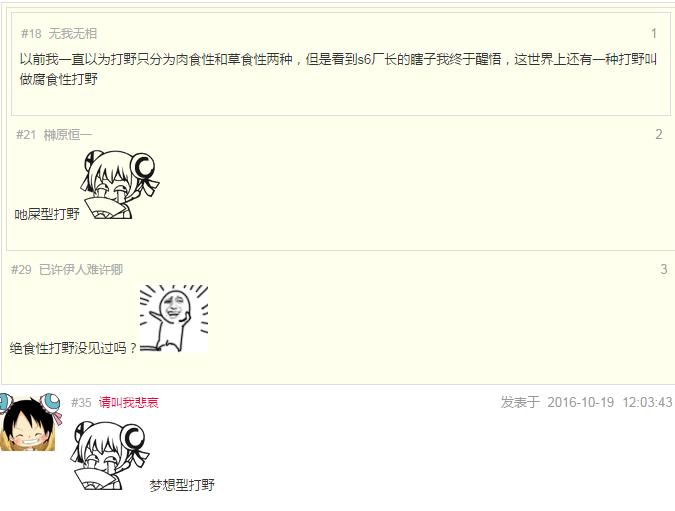 #18 无我无相 1
以前我一直以为打野只分为肉食性和草食性两种，但是看到s6厂长的瞎子我终于醒悟，这世界上还有一种打野叫
做腐食性打野
#21 榊原恒一 2
吔屎型打野
#29 已许伊人难许卿 3
绝食性打野没见过吗？
#35 请叫我悲哀 发表于 2016-10-19 12:03:43
梦想型打野